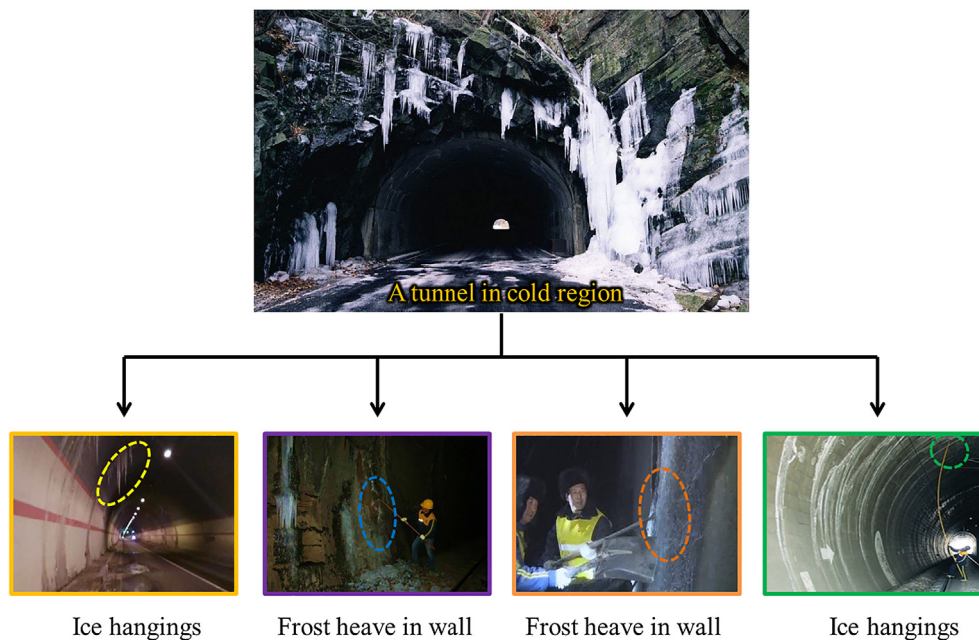 A tunnel in cold region
Ice hangings
Frost heave in wall
Frost heave in wall
Ice hangings